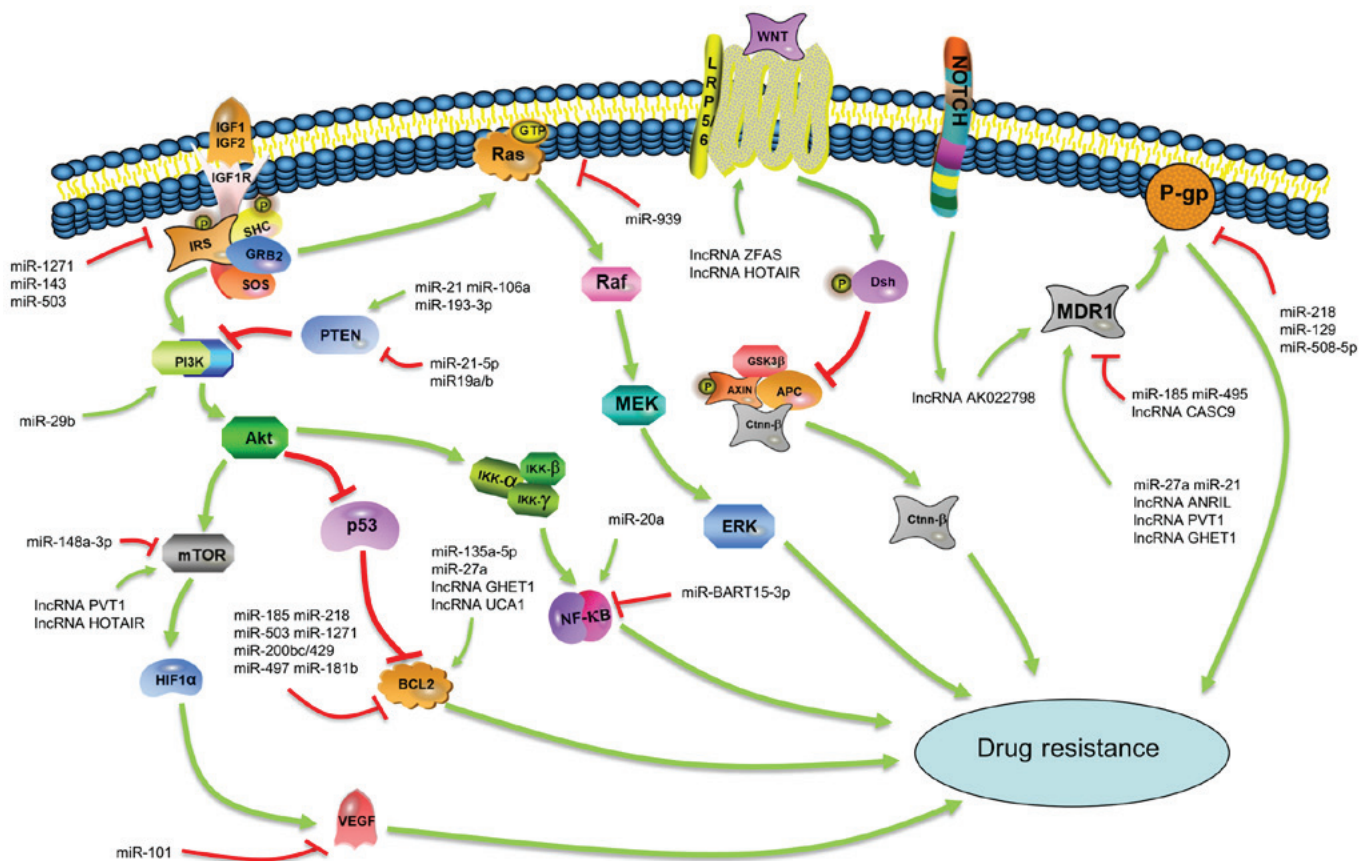 WNT
LRP5
6
NOTCH
IGF1
IGF2
IGF1R
GTP
Ras
P-gp
P
P
SHC
IRS
GRB2
SOS
miR-939
miR-1271
miR-143
miR-503
lncRNA ZFAS
lncRNA HOTAIR
Raf
P
Dsh
miR-21 miR-106a
miR-193-3p
MDR1
miR-218
miR-129
miR-508-5p
PTEN
PI3K
miR-21-5p
miR19a/b
GSK3β
P
AXIN
APC
Ctnn-β
lncRNA AK022798
miR-185 miR-495
lncRNA CASC9
miR-29b
MEK
Akt
IKK-α
IKK-β
IKK-γ
miR-27a miR-21
lncRNA ANRIL
lncRNA PVT1
lncRNA GHET1
p53
miR-20a
ERK
Ctnn-β
miR-148a-3p
mTOR
miR-135a-5p
miR-27a
lncRNA GHET1
lncRNA UCA1
miR-BART15-3p
NF-κB
lncRNA PVT1
lncRNA HOTAIR
miR-185 miR-218
miR-503 miR-1271
miR-200bc/429
miR-497 miR-181b
HIF1α
BCL2
Drug resistance
VEGF
miR-101